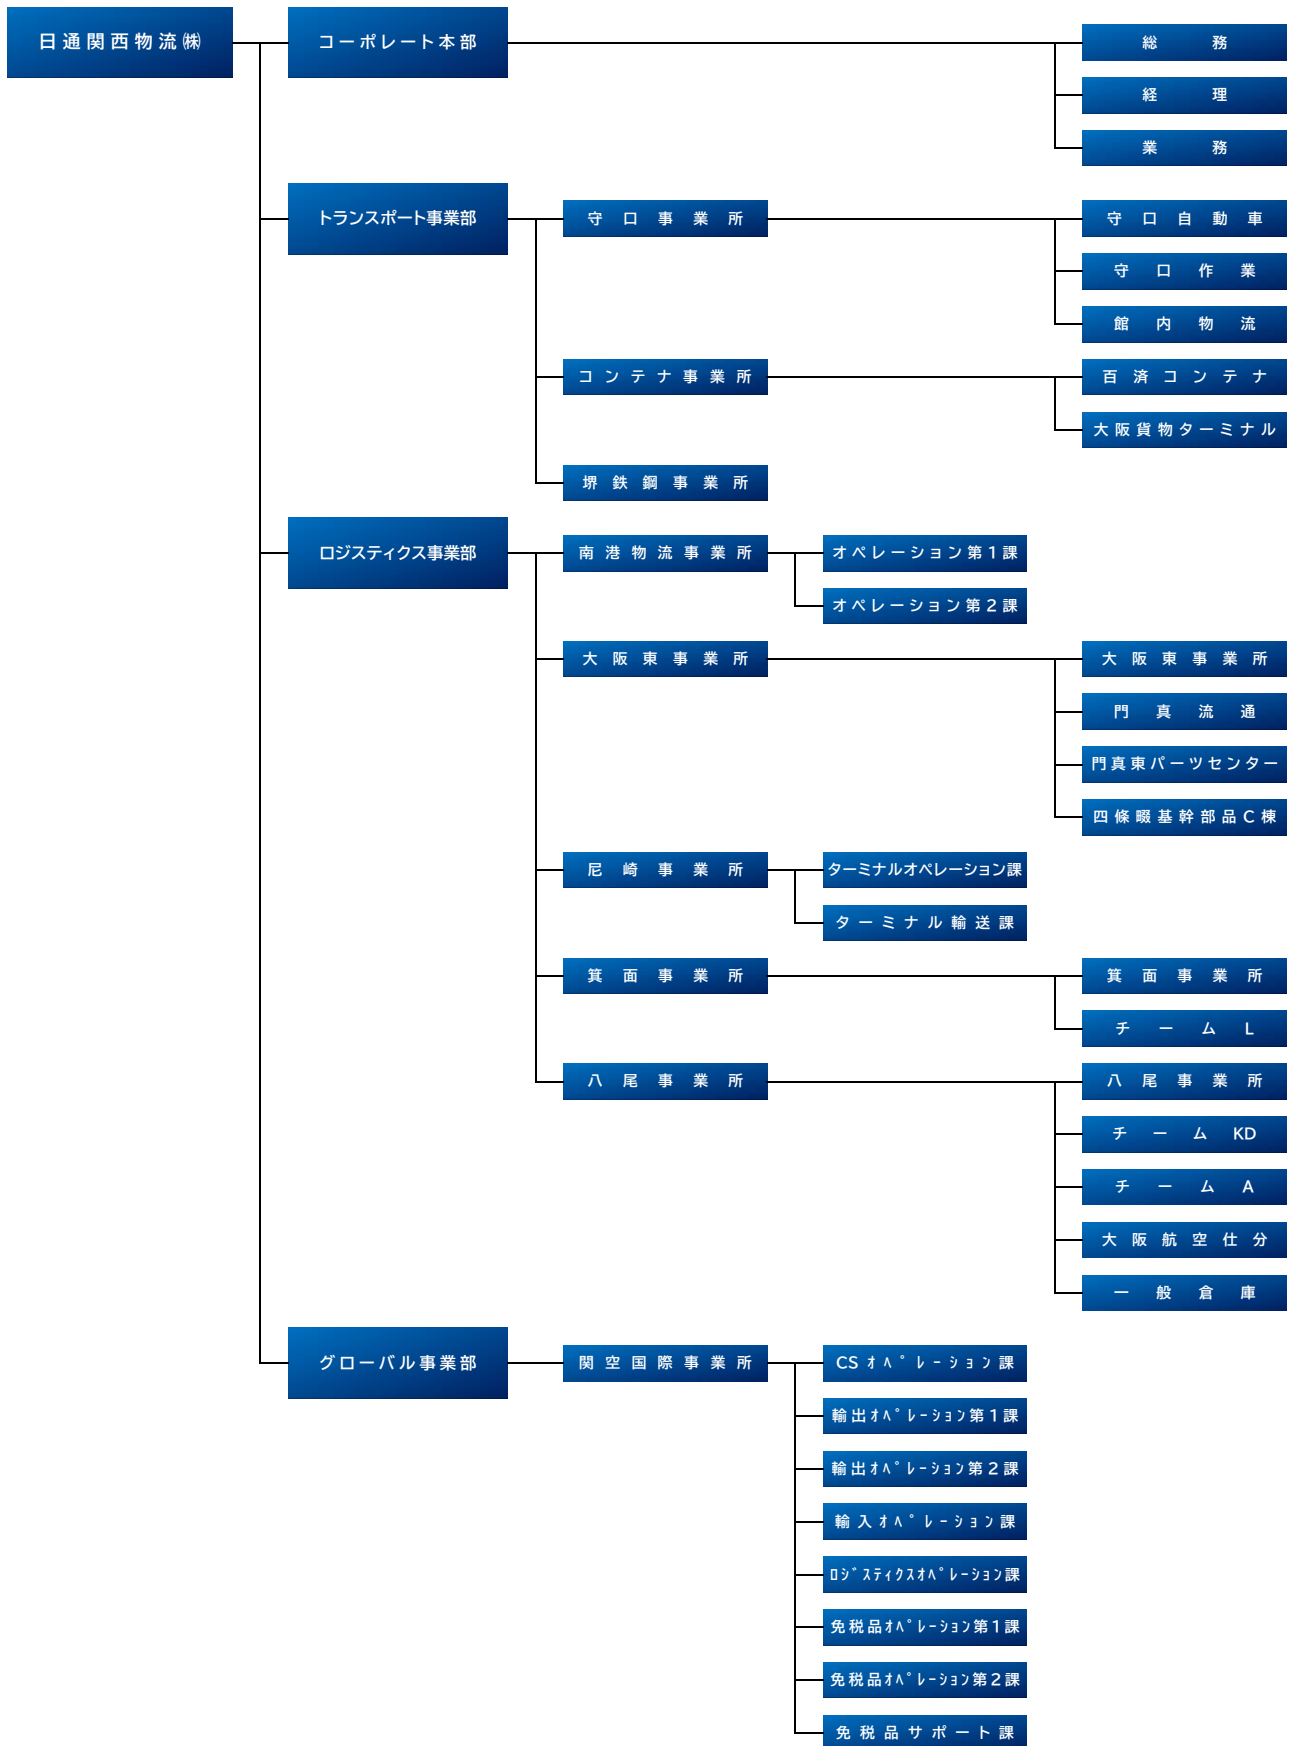 日通関西物流㈱
コーポレート本部
総務
経理
業務
トランスポート事業部
守口事業所
守口自動車
守口作業
館内物流
コンテナ事業所
百済コンテナ
大阪貨物ターミナル
堺鉄鋼事業所
ロジスティクス事業部
南港物流事業所
オペレーション第1課
オペレーション第2課
大阪東事業所
大阪東事業所
門真流通
門真東パーツセンター
四條畷基幹部品C棟
尼崎事業所
ターミナルオペレーション課
ターミナル輸送課
箕面事業所
箕面事業所
チームL
八尾事業所
八尾事業所
チームKD
チームA
大阪航空仕分
一般倉庫
グローバル事業部
関空国際事業所
CSオペレーション課
輸出オペレーション第1課
輸出オペレーション第2課
輸入オペレーション課
ロジスティクスオペレーション課
免税品オペレーション第1課
免税品オペレーション第2課
免税品サポート課